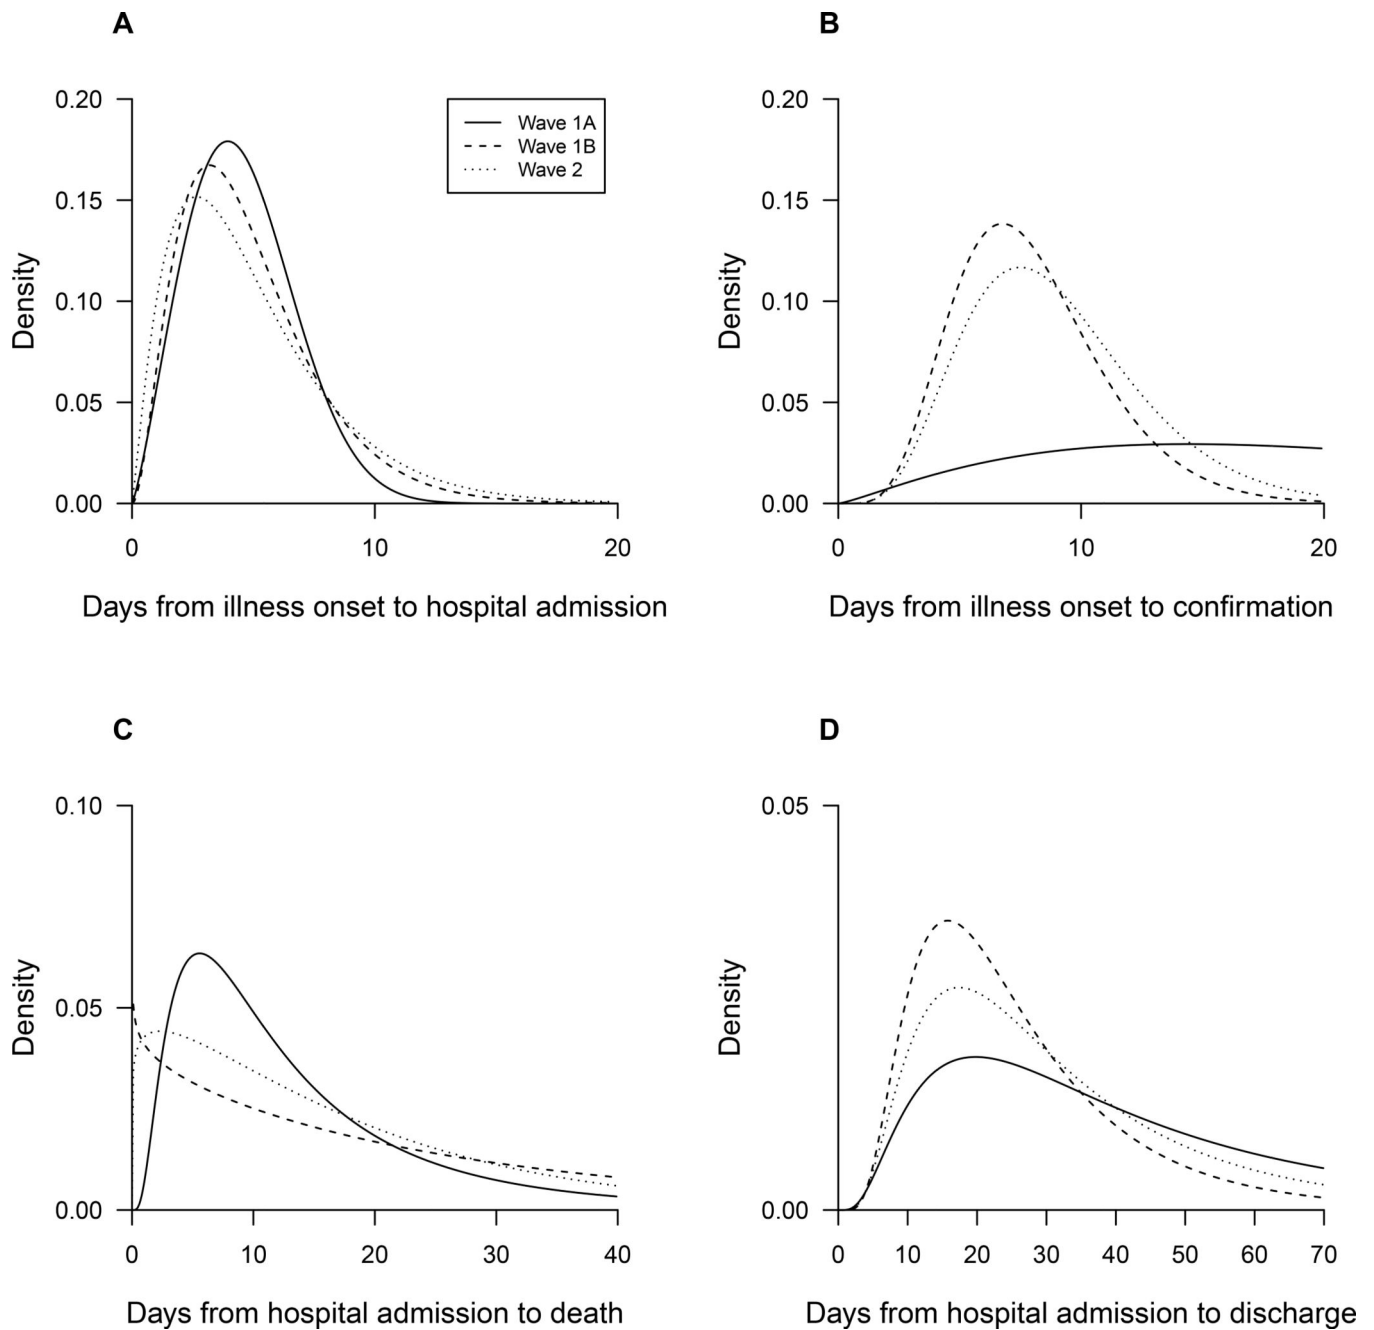 A
0.20
0.15
0.10
0.05
0.00
Density
Wave 1A
Wave 1B
Wave 2
0 10 20
Days from illness onset to hospital admission
B
0.20
0.15
0.10
0.05
0.00
Density
0 10 20
Days from illness onset to confirmation
C
0.10
0.05
0.00
Density
0 10 20 30 40
Days from hospital admission to death
D
0.05
0.00
Density
0 10 20 30 40 50 60 70
Days from hospital admission to discharge